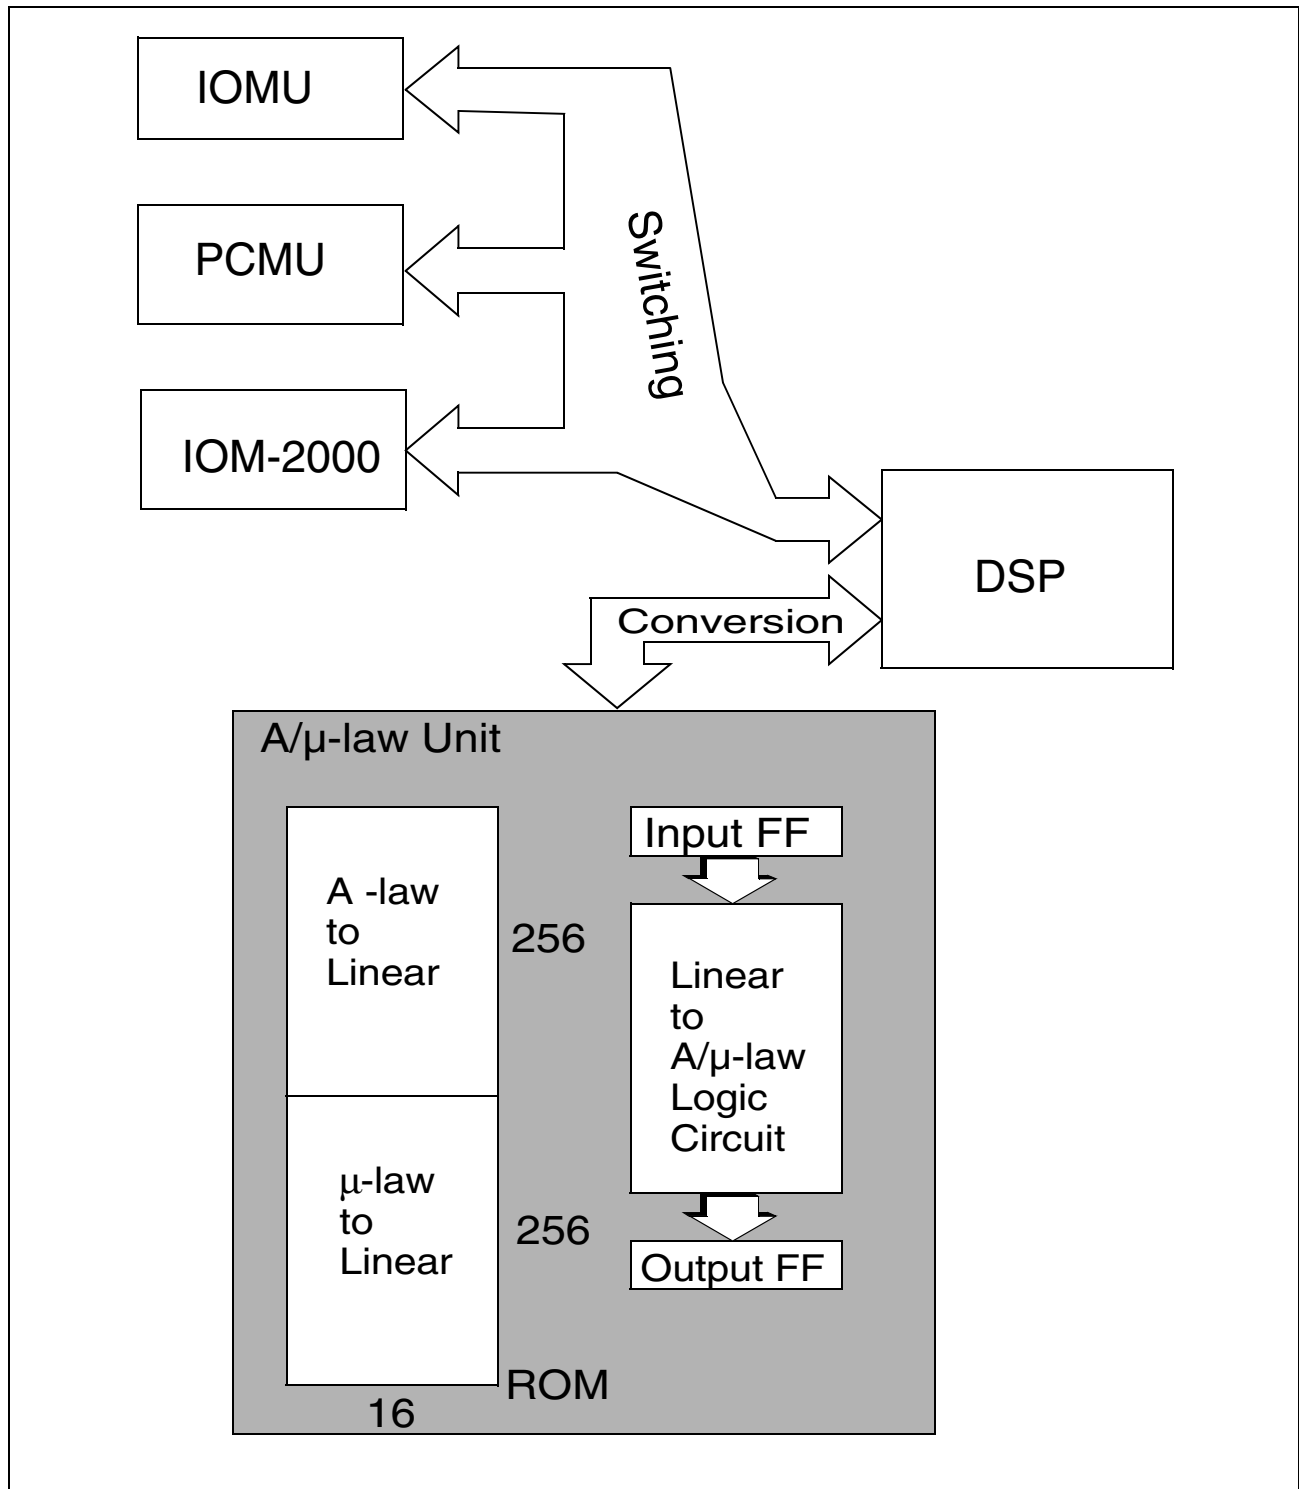 IOMU
PCMU
IOM-2000
Switching
DSP
Conversion
A/µ-law Unit
A -law
to
Linear
256
µ-law
to
Linear
256
ROM
16
Input FF
Linear
to
A/µ-law
Logic
Circuit
Output FF